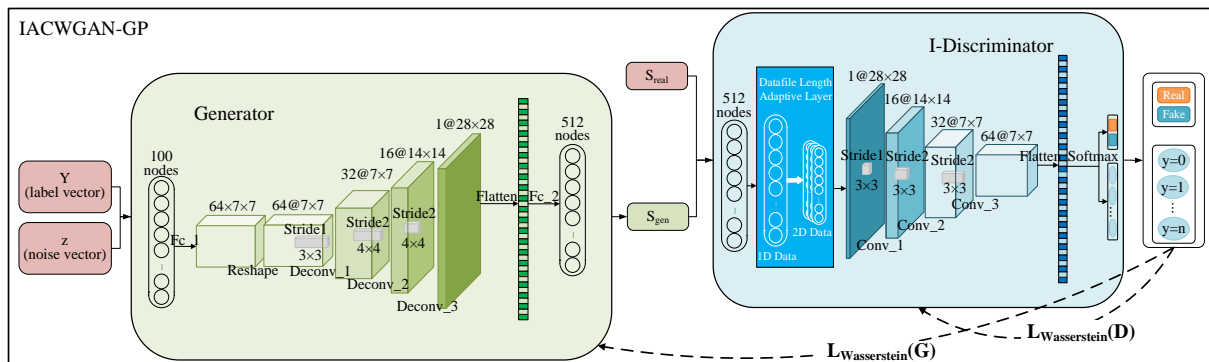 IACWGAN-GP
Y
(label vector)
z
(noise vector)
Generator
100
nodes
Fc_1
64×7×7
Reshape
64@7×7
Stride1
3×3
Deconv_1
32@7×7
Stride2
4×4
Deconv_2
16@14×14
Stride2
4×4
Deconv_3
1@28×28
Flatten
Fc_2
512
nodes
S_real
S_gen
I-Discriminator
512
nodes
Datafile Length
Adaptive Layer
1D Data
2D Data
1@28×28
Stride1
3×3
Conv_1
16@14×14
Stride2
3×3
Conv_2
32@7×7
Stride2
3×3
Conv_3
64@7×7
Flatten
Softmax
Real
Fake
y=0
y=1
y=n
L_Wasserstein(D)
L_Wasserstein(G)